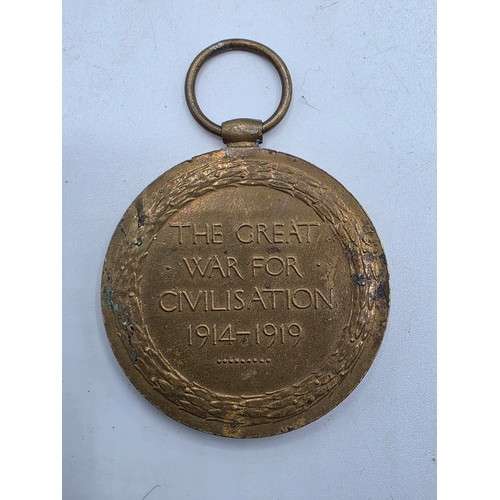 THE GREAT
· WAR FOR ·
CIVILISATION
1914-1919